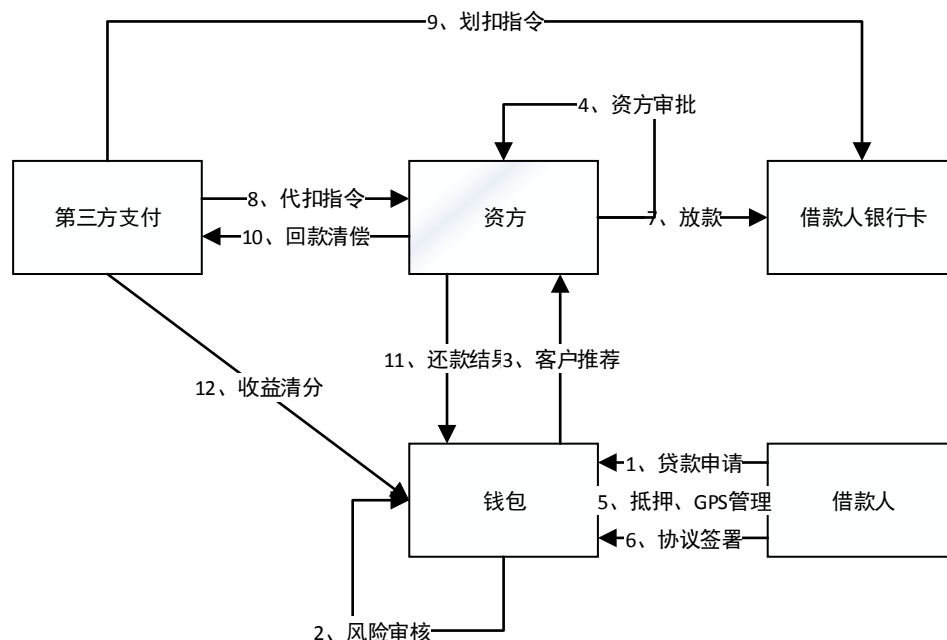 9、划扣指令
4、资方审批
第三方支付
8、代扣指令
10、回款清偿
资方
7、放款
借款人银行卡
11、还款结
3、客户推荐
12、收益清分
钱包
1、贷款申请
5、抵押、GPS管理
6、协议签署
借款人
2、风险审核